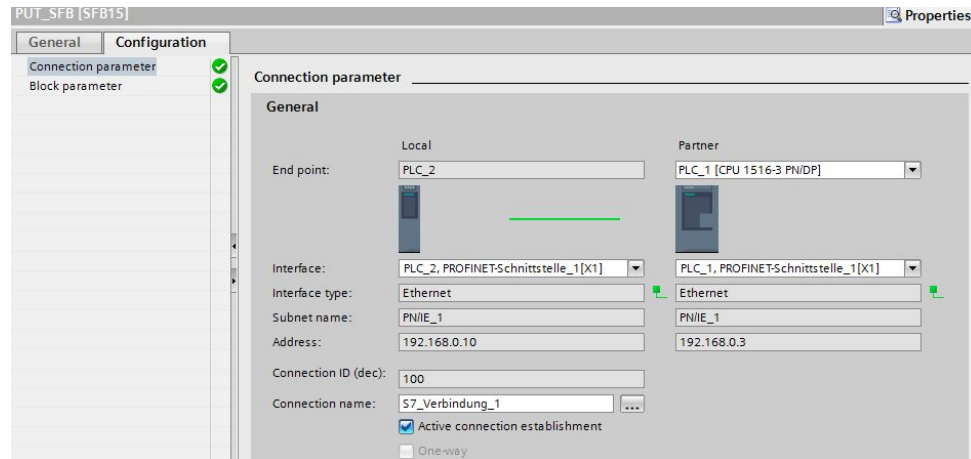 PUT_SFB [SFB15]
Properties
General
Configuration
Connection parameter
Block parameter
Connection parameter
General
Local
Partner
End point:
PLC_2
PLC_1 [CPU 1516-3 PN/DP]
Interface:
PLC_2, PROFINET-Schnittstelle_1[X1]
PLC_1, PROFINET-Schnittstelle_1[X1]
Interface type:
Ethernet
Ethernet
Subnet name:
PN/IE_1
PN/IE_1
Address:
192.168.0.10
192.168.0.3
Connection ID (dec):
100
Connection name:
S7_Verbindung_1
...
Active connection establishment
One-way